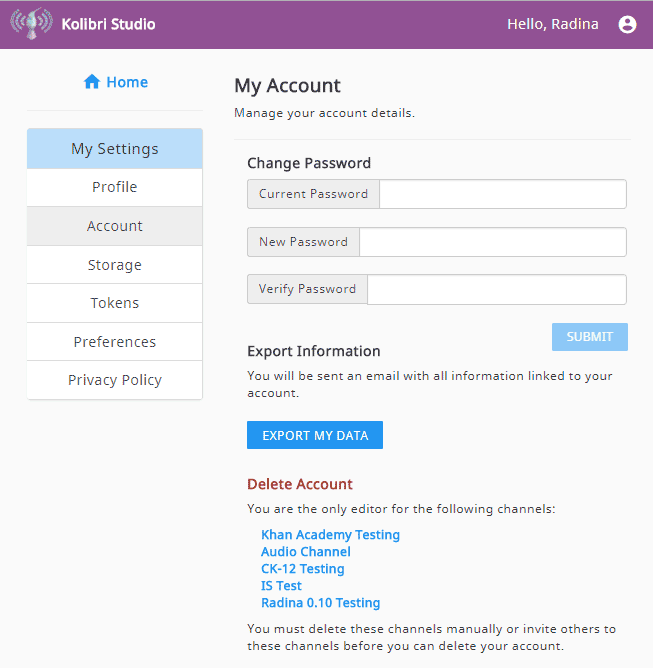 Kolibri Studio
Hello, Radina
Home
My Settings
Profile
Account
Storage
Tokens
Preferences
Privacy Policy
My Account
Manage your account details.
Change Password
Current Password
New Password
Verify Password
SUBMIT
Export Information
You will be sent an email with all information linked to your
account.
EXPORT MY DATA
Delete Account
You are the only editor for the following channels:
Khan Academy Testing
Audio Channel
CK-12 Testing
IS Test
Radina 0.10 Testing
You must delete these channels manually or invite others to
these channels before you can delete your account.